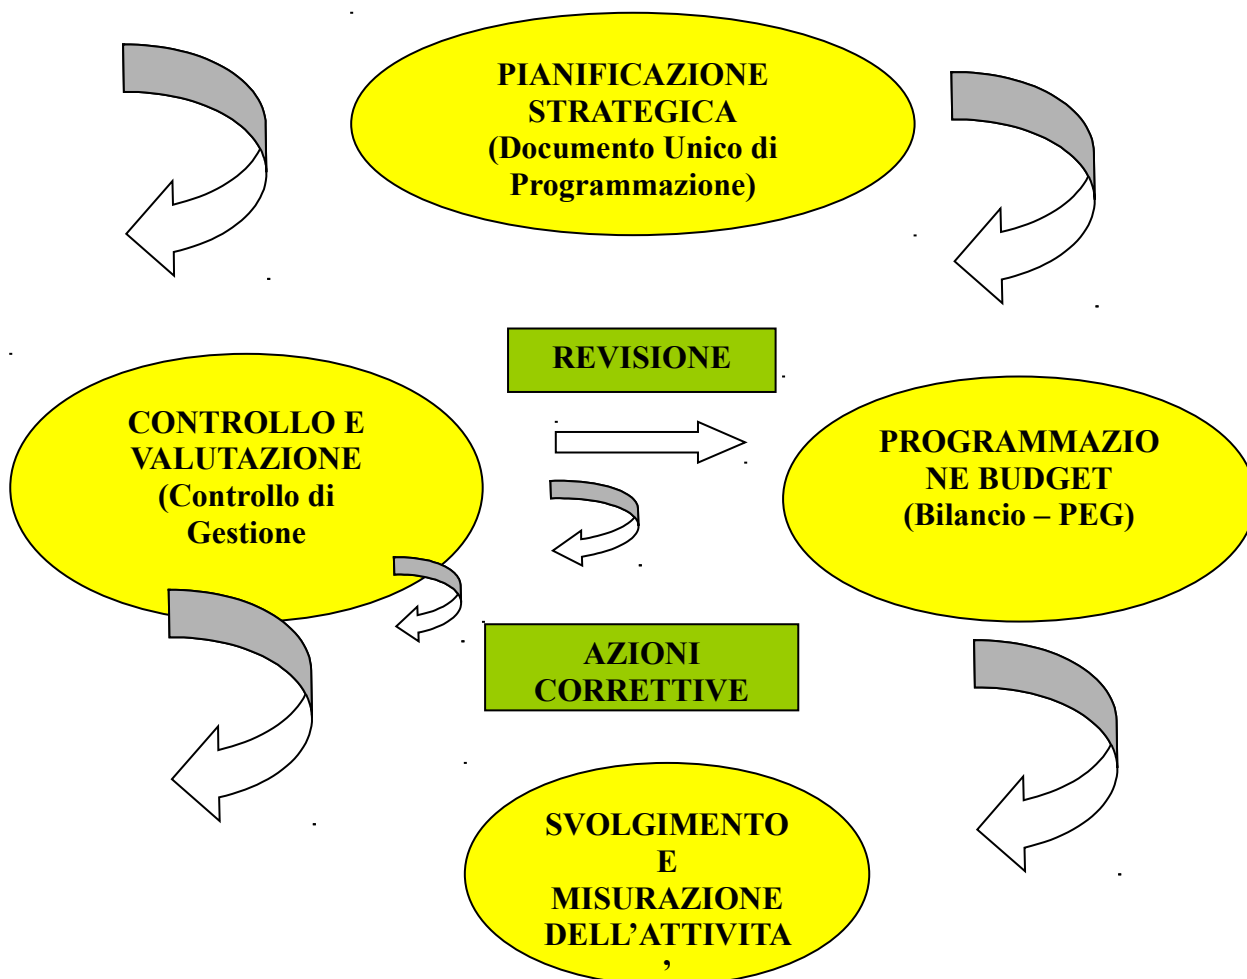 PIANIFICAZIONE
STRATEGICA
(Documento Unico di
Programmazione)
REVISIONE
CONTROLLO E
VALUTAZIONE
(Controllo di
Gestione
PROGRAMMAZIO
NE BUDGET
(Bilancio – PEG)
AZIONI
CORRETTIVE
SVOLGIMENTO
E
MISURAZIONE
DELL’ATTIVITA
’